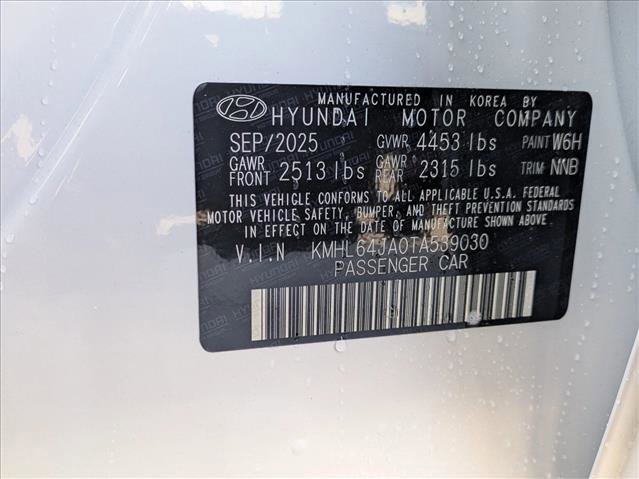 MANUFACTURED IN KOREA BY
HYUNDAI MOTOR COMPANY
SEP/2025 GVWR 4453 lbs PAINT W6H
GAWR FRONT 2513 lbs GAWR REAR 2315 lbs TRIM NNB
THIS VEHICLE CONFORMS TO ALL APPLICABLE U.S.A. FEDERAL
MOTOR VEHICLE SAFETY, BUMPER, AND THEFT PREVENTION STANDARDS
IN EFFECT ON THE DATE OF MANUFACTURE SHOWN ABOVE.
V.I.N KMHL64JA0TA539030
PASSENGER CAR